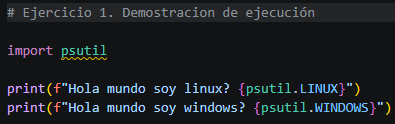 # Ejercicio 1. Demostracion de ejecución
import psutil
print(f"Hola mundo soy linux? {psutil.LINUX}")
print(f"Hola mundo soy windows? {psutil.WINDOWS}")